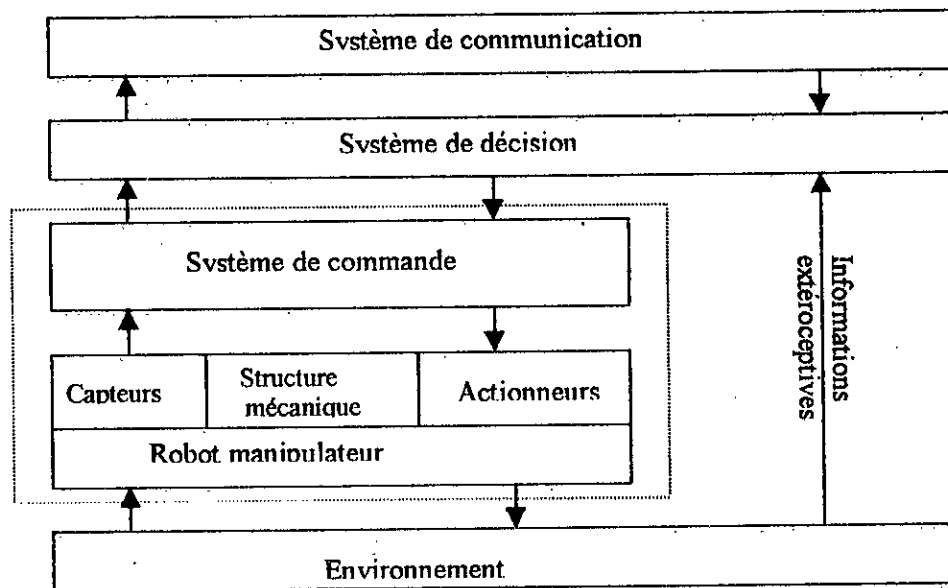 Système de communication
Système de décision
Système de commande
Informations
extéroceptives
Capteurs
Structure
mécanique
Actionneurs
Robot manipulateur
Environnement